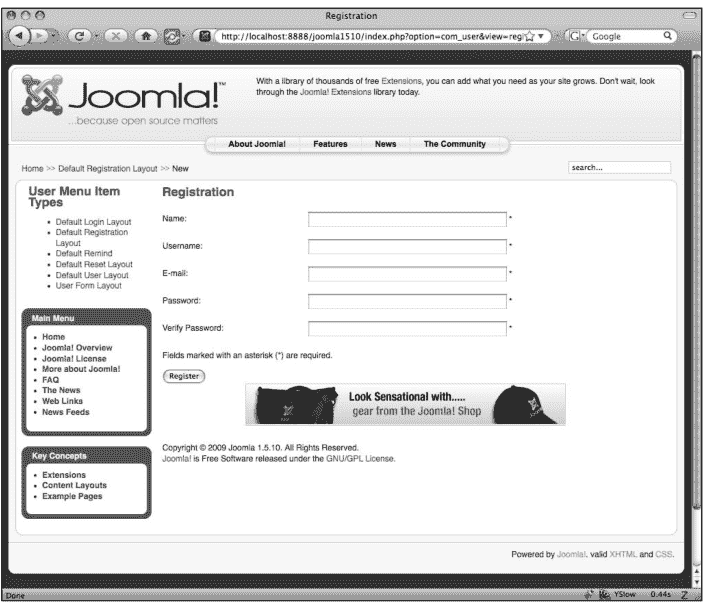 Registration
http://localhost:8888/joomla1510/index.php?option=com_user&view=regi
G
Google
Joomla!™
...because open source matters
With a library of thousands of free Extensions, you can add what you need as your site grows. Don't wait, look
through the Joomla! Extensions library today.
About Joomla! Features News The Community
Home >> Default Registration Layout >> New
search...
User Menu Item
Types
• Default Login Layout
• Default Registration
Layout
• Default Remind
• Default Reset Layout
• Default User Layout
• User Form Layout
Main Menu
• Home
• Joomla! Overview
• Joomla! License
• More about Joomla!
• FAQ
• The News
• Web Links
• News Feeds
Key Concepts
• Extensions
• Content Layouts
• Example Pages
Registration
Name: *
Username: *
E-mail: *
Password: *
Verify Password: *
Fields marked with an asterisk (*) are required.
Register
Look Sensational with.....
gear from the Joomla! Shop
Copyright © 2009 Joomla 1.5.10. All Rights Reserved.
Joomla! is Free Software released under the GNU/GPL License.
Powered by Joomla!. valid XHTML and CSS.
Done
YSlow 0.44s Z